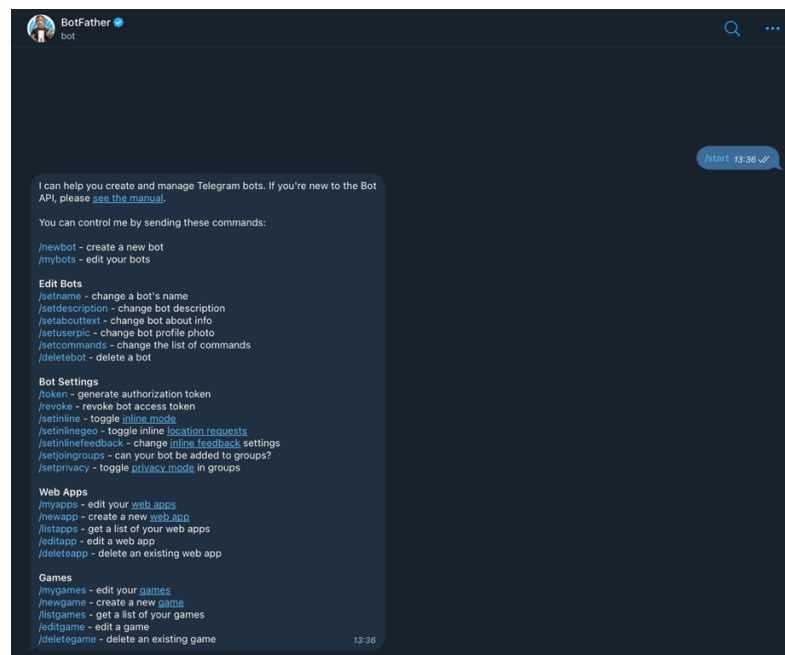 BotFather
bot
/start 13:36
I can help you create and manage Telegram bots. If you're new to the Bot
API, please see the manual.
You can control me by sending these commands:
/newbot - create a new bot
/mybots - edit your bots
Edit Bots
/setname - change a bot's name
/setdescription - change bot description
/setabouttext - change bot about info
/setuserpic - change bot profile photo
/setcommands - change the list of commands
/deletebot - delete a bot
Bot Settings
/token - generate authorization token
/revoke - revoke bot access token
/setinline - toggle inline mode
/setinlinegeo - toggle inline location requests
/setinlinefeedback - change inline feedback settings
/setjoingroups - can your bot be added to groups?
/setprivacy - toggle privacy mode in groups
Web Apps
/myapps - edit your web apps
/newapp - create a new web app
/listapps - get a list of your web apps
/editapp - edit a web app
/deleteapp - delete an existing web app
Games
/mygames - edit your games
/newgame - create a new game
/listgames - get a list of your games
/editgame - edit a game
/deletegame - delete an existing game 13:36